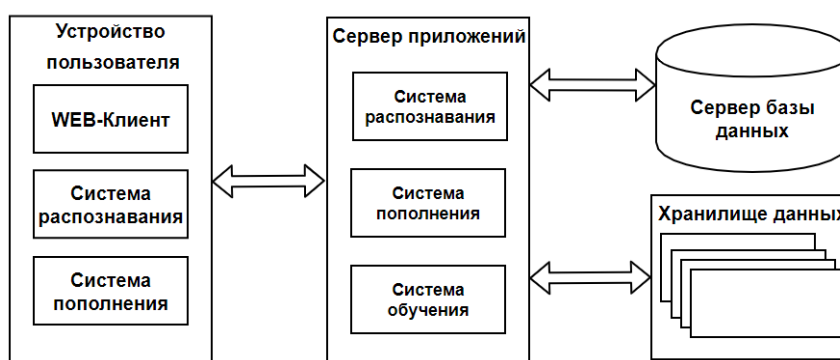 Устройство
пользователя
WEB-Клиент
Система
распознавания
Система
пополнения
Сервер приложений
Система
распознавания
Система
пополнения
Система
обучения
Сервер базы
данных
Хранилище данных